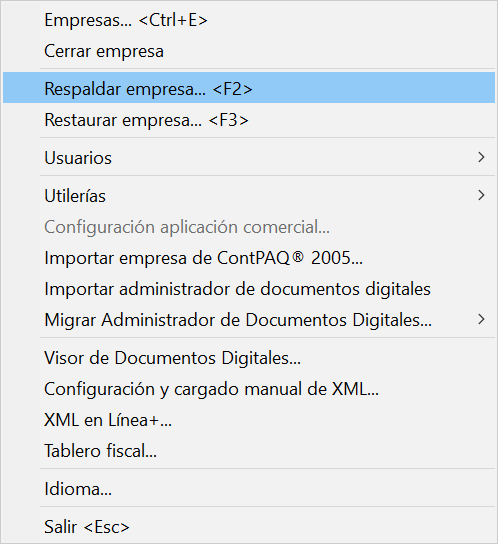 Empresas... <Ctrl+E>
Cerrar empresa
Respaldar empresa... <F2>
Restaurar empresa... <F3>
Usuarios
Utilerías
Configuración aplicación comercial...
Importar empresa de ContPAQ® 2005...
Importar administrador de documentos digitales
Migrar Administrador de Documentos Digitales...
Visor de Documentos Digitales...
Configuración y cargado manual de XML...
XML en Línea+...
Tablero fiscal...
Idioma...
Salir <Esc>